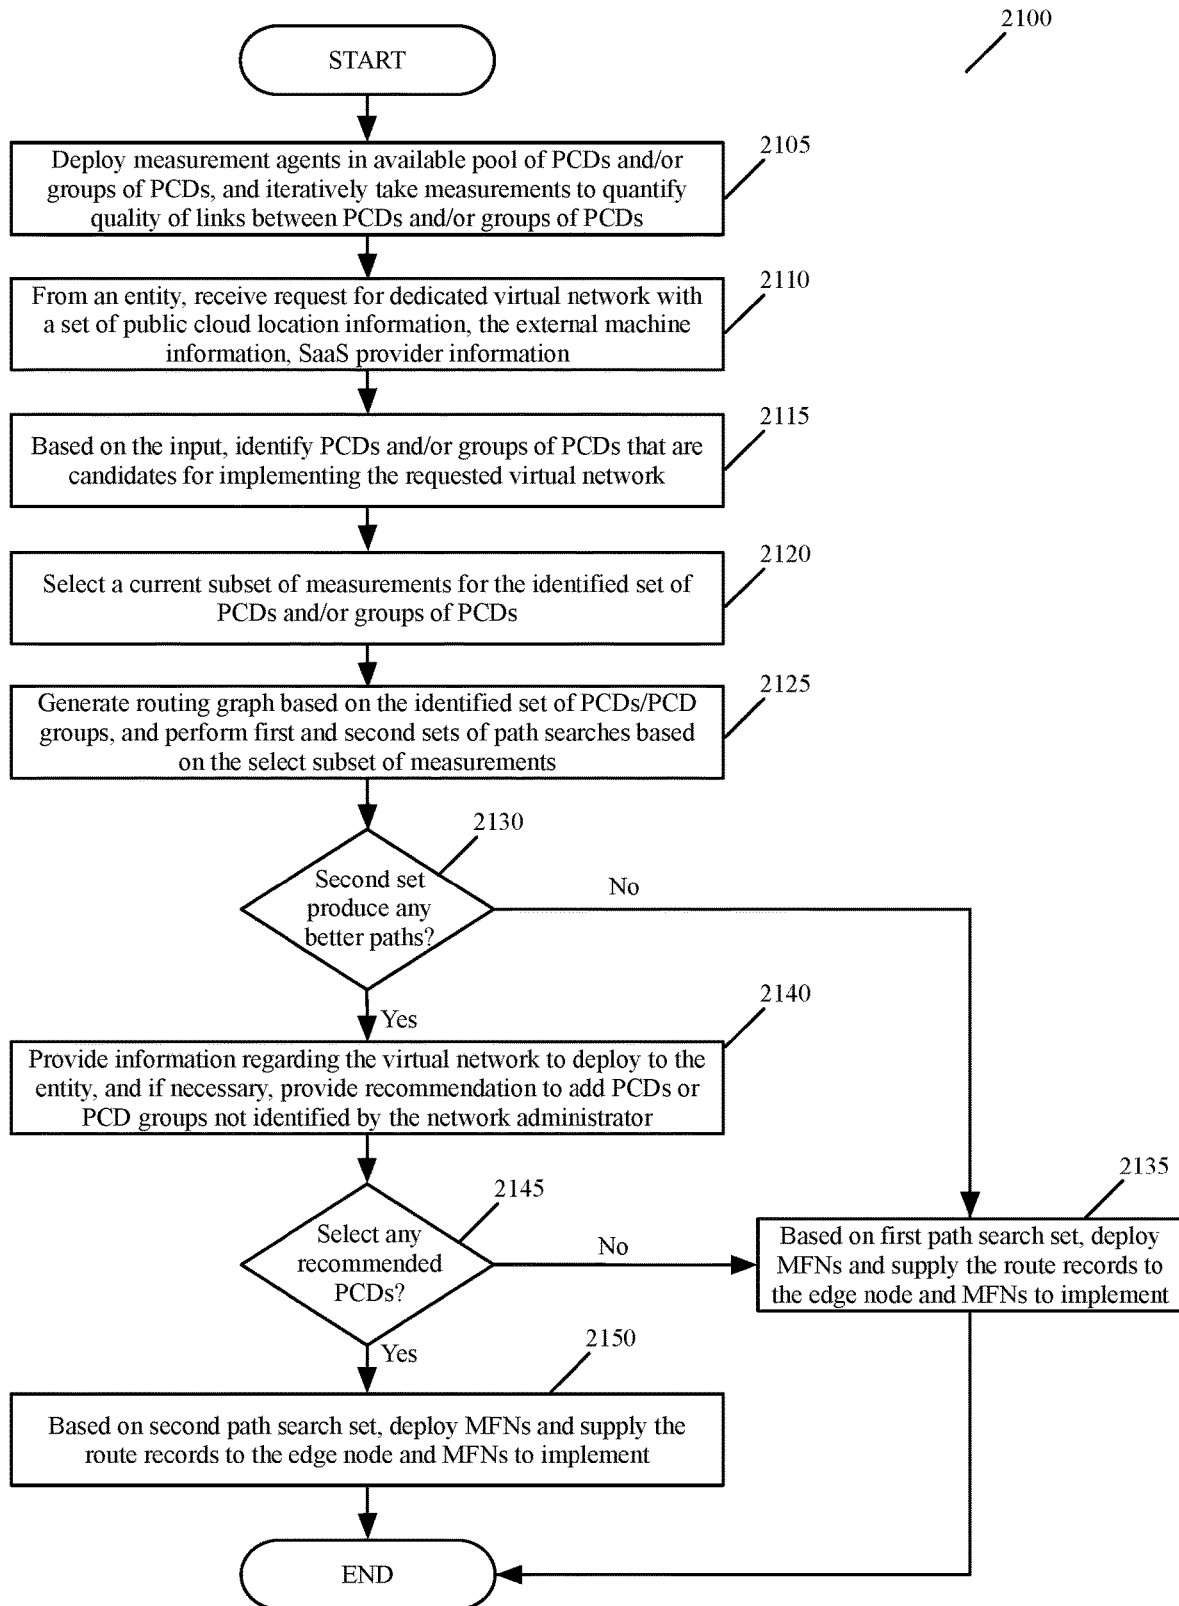 2100
START
2105
Deploy measurement agents in available pool of PCDs and/or
groups of PCDs, and iteratively take measurements to quantify
quality of links between PCDs and/or groups of PCDs
2110
From an entity, receive request for dedicated virtual network with
a set of public cloud location information, the external machine
information, SaaS provider information
2115
Based on the input, identify PCDs and/or groups of PCDs that are
candidates for implementing the requested virtual network
2120
Select a current subset of measurements for the identified set of
PCDs and/or groups of PCDs
2125
Generate routing graph based on the identified set of PCDs/PCD
groups, and perform first and second sets of path searches based
on the select subset of measurements
2130
Second set
produce any
better paths?
No
Yes
2140
Provide information regarding the virtual network to deploy to the
entity, and if necessary, provide recommendation to add PCDs or
PCD groups not identified by the network administrator
2145
Select any
recommended
PCDs?
No
Yes
2135
Based on first path search set, deploy
MFNs and supply the route records to
the edge node and MFNs to implement
2150
Based on second path search set, deploy MFNs and supply the
route records to the edge node and MFNs to implement
END